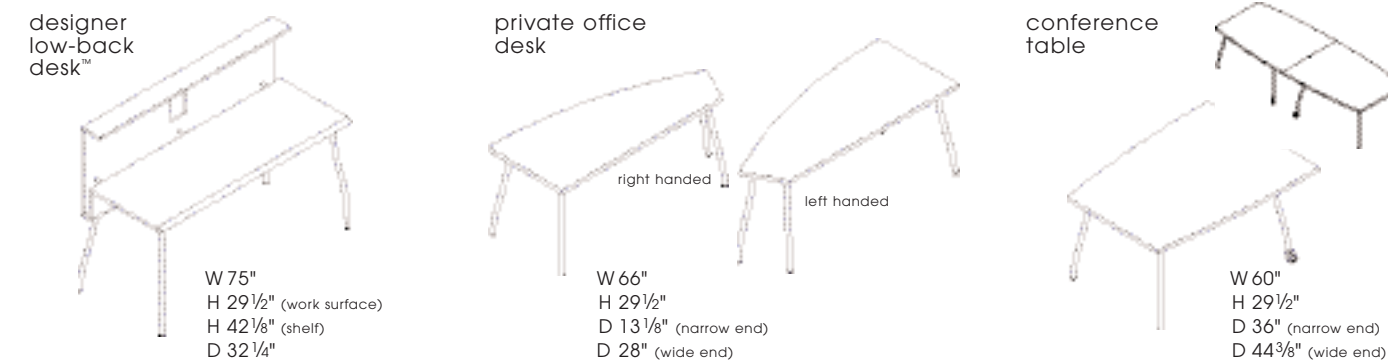 designer
low-back
desk™
W 75"
H 29½" (work surface)
H 42⅛" (shelf)
D 32¼"
private office
desk
right handed
left handed
W 66"
H 29½"
D 13⅛" (narrow end)
D 28" (wide end)
conference
table
W 60"
H 29½"
D 36" (narrow end)
D 44⅜" (wide end)